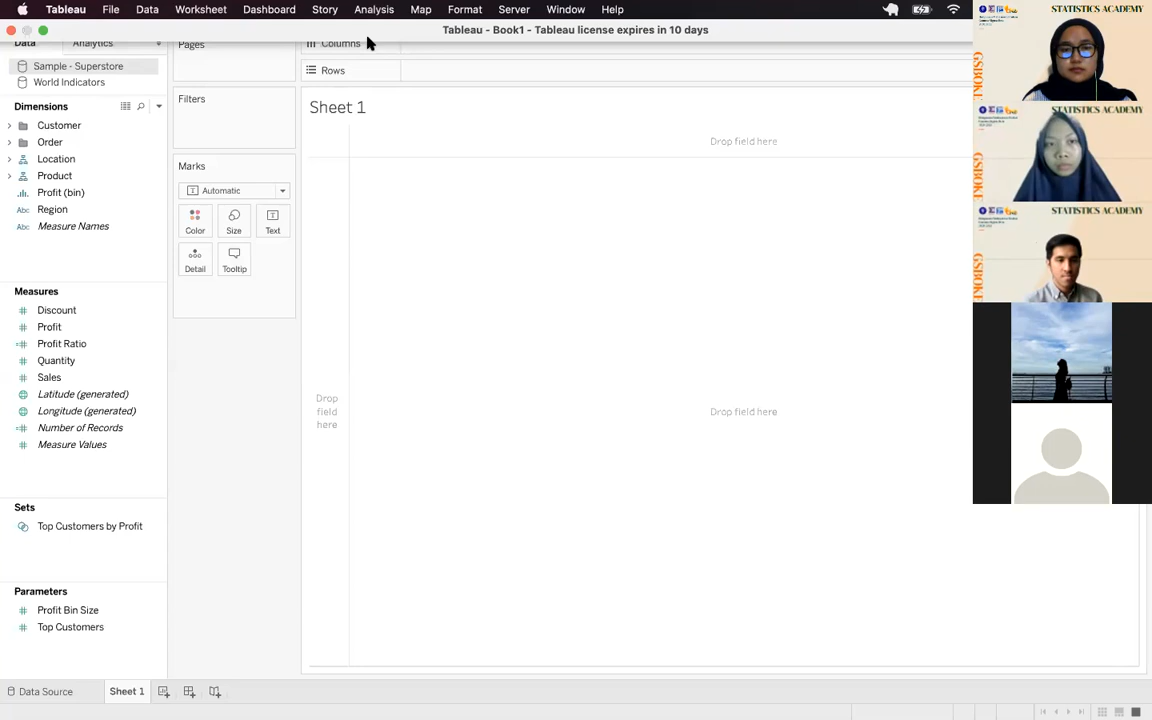 Tableau File Data Worksheet Dashboard Story Analysis Map Format Server Window Help
Tableau - Book1 - Tableau license expires in 10 days
Data Analytics
Sample - Superstore
World Indicators
Dimensions
Customer
Order
Location
Product
Profit (bin)
Abc Region
Abc Measure Names
Measures
Discount
Profit
Profit Ratio
Quantity
Sales
Latitude (generated)
Longitude (generated)
Number of Records
Measure Values
Sets
Top Customers by Profit
Parameters
Profit Bin Size
Top Customers
Pages
Filters
Marks
Automatic
Color Size Text
Detail Tooltip
Columns
Rows
Sheet 1
Drop field here
Drop
field
here
Drop field here
Data Source Sheet 1
STATISTICS ACADEMY
GSBOKE
STATISTICS ACADEMY
GSBOKE
STATISTICS ACADEMY
GSBOKE